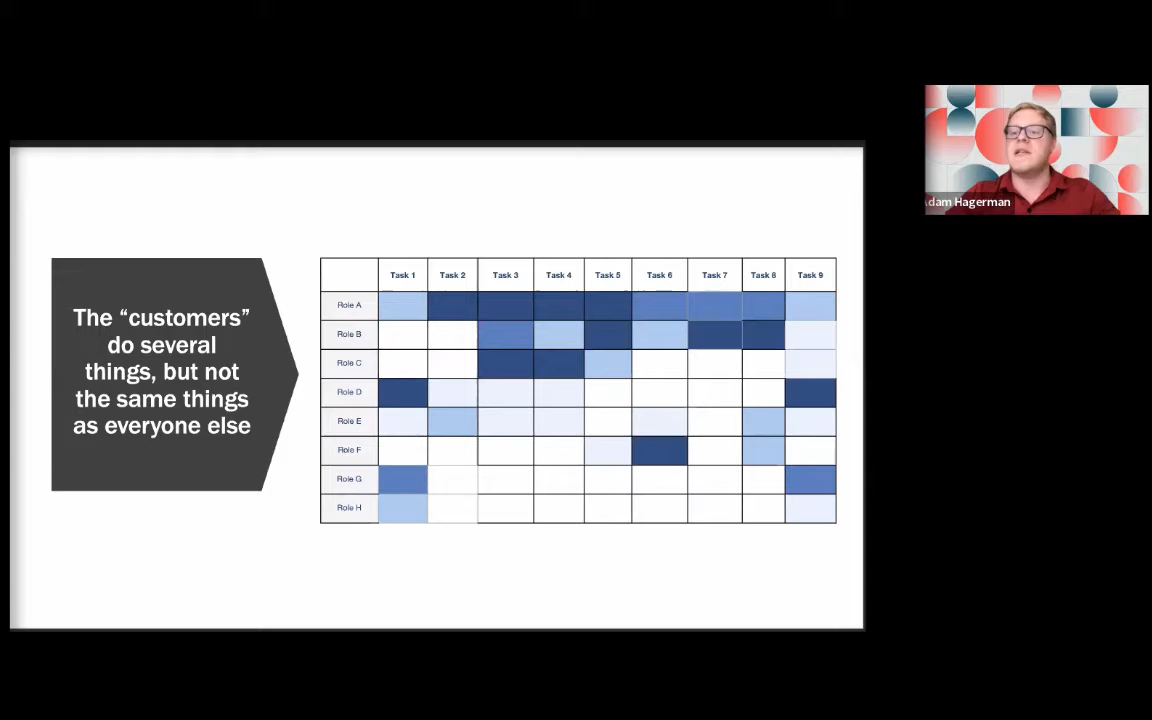 Adam Hagerman
The “customers”
do several
things, but not
the same things
as everyone else
Task 1 Task 2 Task 3 Task 4 Task 5 Task 6 Task 7 Task 8 Task 9
Role A
Role B
Role C
Role D
Role E
Role F
Role G
Role H